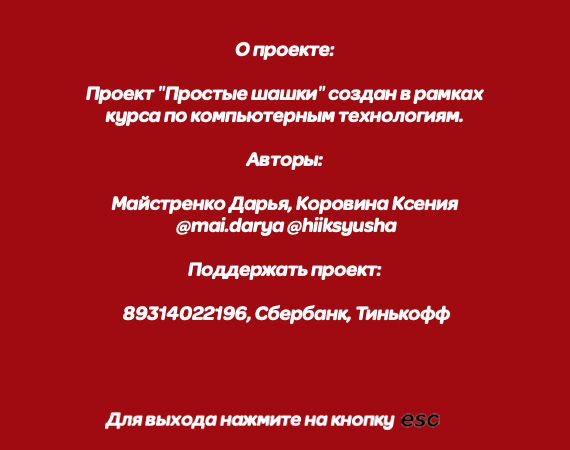 О проекте:
Проект "Простые шашки" создан в рамках
курса по компьютерным технологиям.
Авторы:
Майстренко Дарья, Коровина Ксения
@mai.darya @hiiksyusha
Поддержать проект:
89314022196, Сбербанк, Тинькофф
Для выхода нажмите на кнопку esc